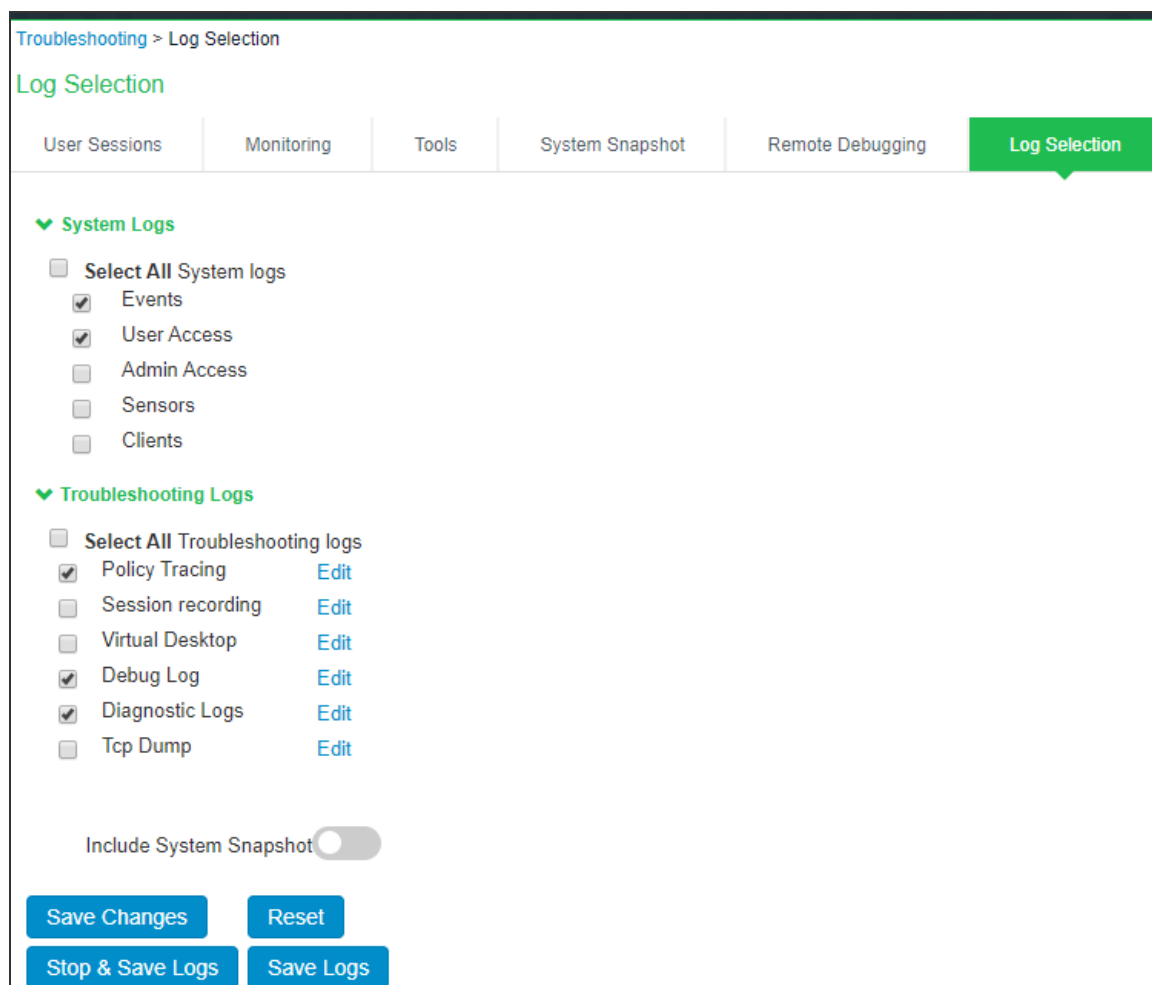 Troubleshooting > Log Selection
Log Selection
User Sessions Monitoring Tools System Snapshot Remote Debugging Log Selection
System Logs
Select All System logs
Events
User Access
Admin Access
Sensors
Clients
Troubleshooting Logs
Select All Troubleshooting logs
Policy Tracing Edit
Session recording Edit
Virtual Desktop Edit
Debug Log Edit
Diagnostic Logs Edit
Tcp Dump Edit
Include System Snapshot
Save Changes Reset
Stop & Save Logs Save Logs